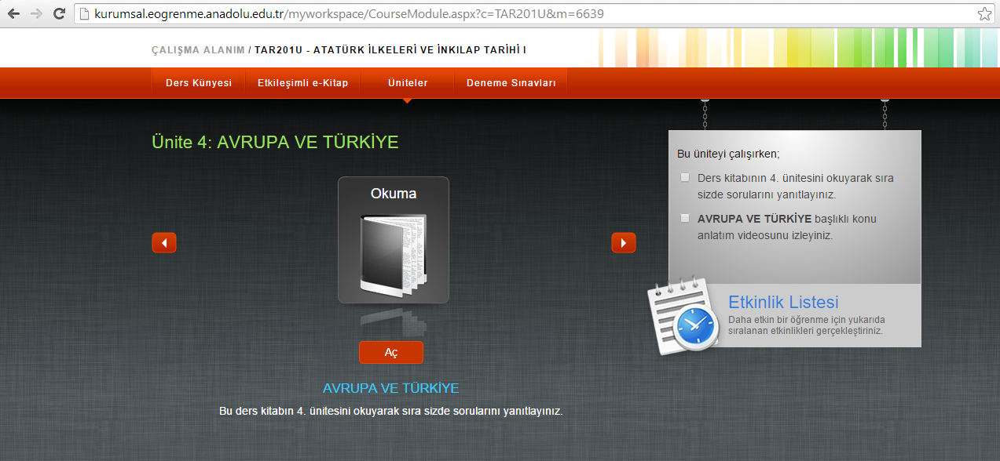 kurumsal.eogrenme.anadolu.edu.tr/myworkspace/CourseModule.aspx?c=TAR201U&m=6639
ÇALIŞMA ALANIM / TAR201U - ATATÜRK İLKELERİ VE İNKILAP TARİHİ I
Ders Künyesi Etkileşimli e-Kitap Üniteler Deneme Sınavları
Ünite 4: AVRUPA VE TÜRKİYE
Okuma
Aç
AVRUPA VE TÜRKİYE
Bu ders kitabın 4. ünitesini okuyarak sıra sizde sorularını yanıtlayınız.
Bu üniteyi çalışırken;
Ders kitabının 4. ünitesini okuyarak sıra
sizde sorularını yanıtlayınız.
AVRUPA VE TÜRKİYE başlıklı konu
anlatım videosunu izleyiniz.
Etkinlik Listesi
Daha etkin bir öğrenme için yukarıda
sıralanan etkinlikleri gerçekleştiriniz.